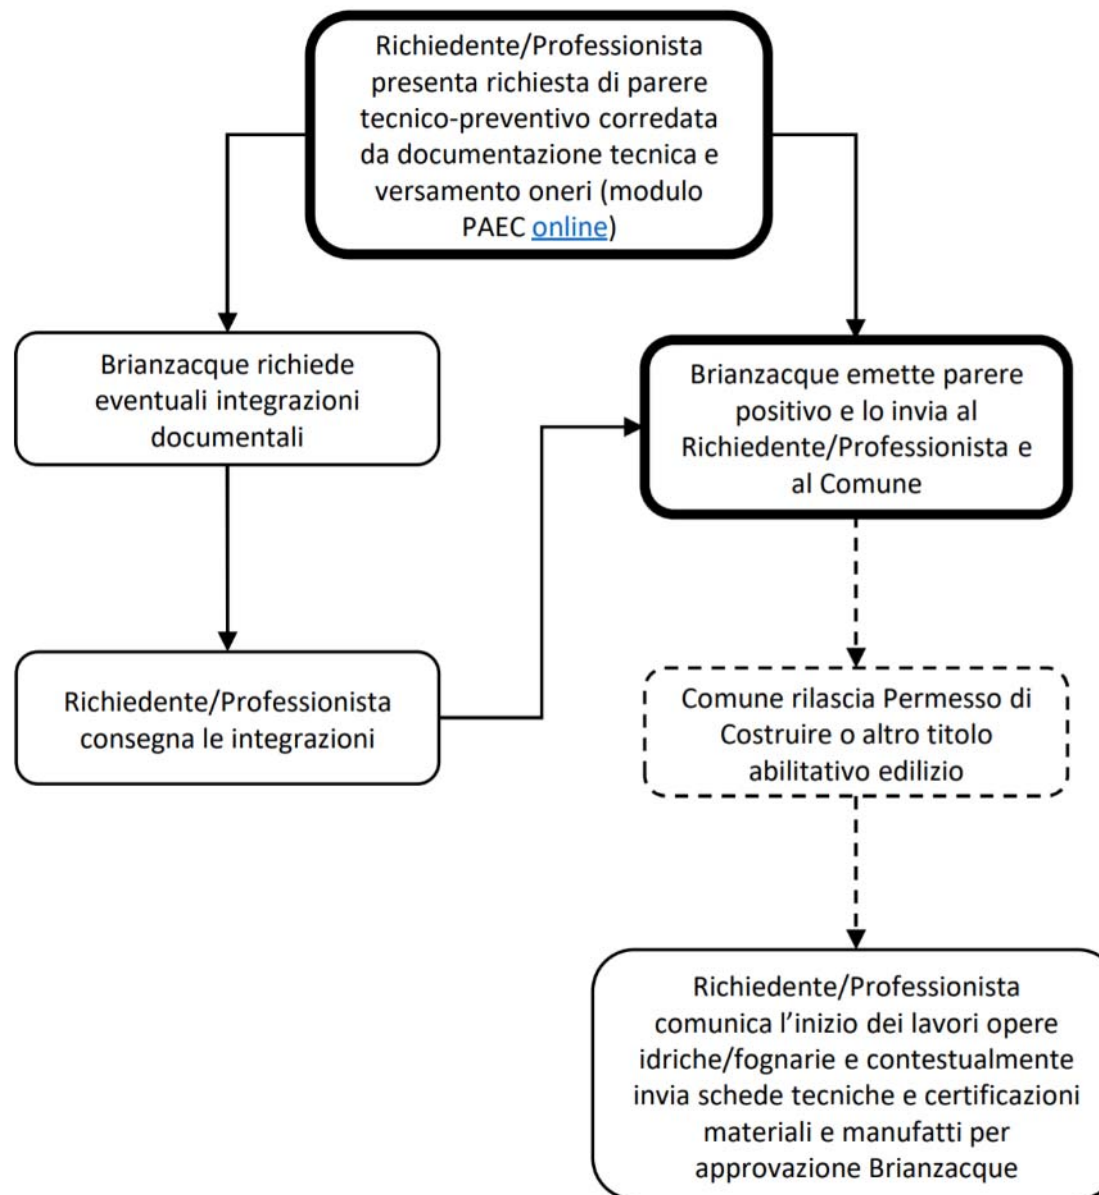 Richiedente/Professionista
presenta richiesta di parere
tecnico-preventivo corredata
da documentazione tecnica e
versamento oneri (modulo
PAEC online)
Brianzacque richiede
eventuali integrazioni
documentali
Brianzacque emette parere
positivo e lo invia al
Richiedente/Professionista e
al Comune
Richiedente/Professionista
consegna le integrazioni
Comune rilascia Permesso di
Costruire o altro titolo
abilitativo edilizio
Richiedente/Professionista
comunica l’inizio dei lavori opere
idriche/fognarie e contestualmente
invia schede tecniche e certificazioni
materiali e manufatti per
approvazione Brianzacque